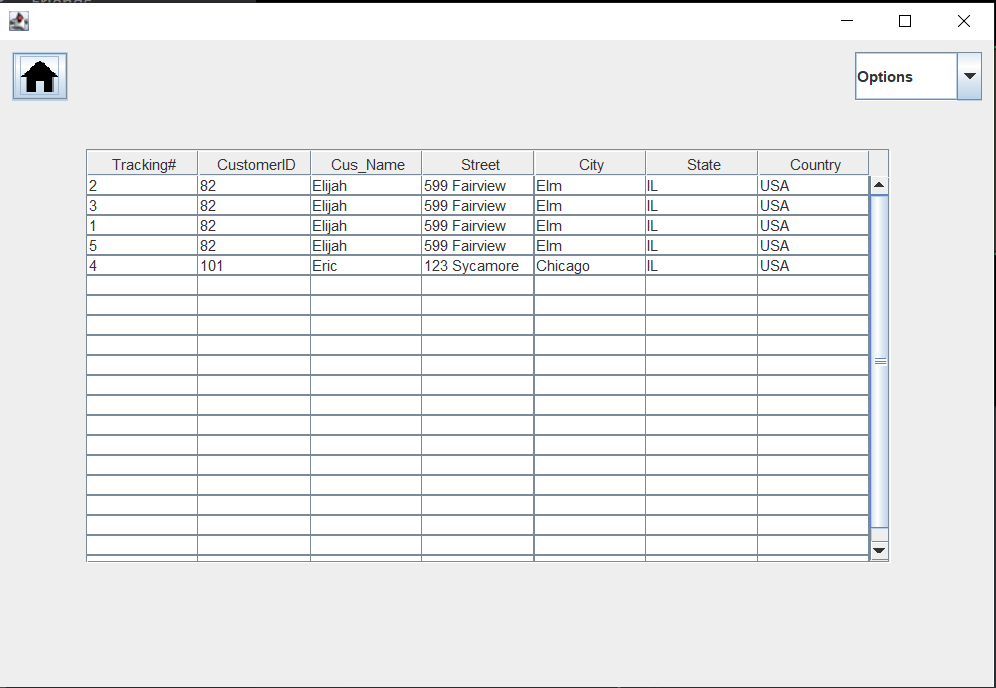 Options
Tracking# CustomerID Cus_Name Street City State Country
2 82 Elijah 599 Fairview Elm IL USA
3 82 Elijah 599 Fairview Elm IL USA
1 82 Elijah 599 Fairview Elm IL USA
5 82 Elijah 599 Fairview Elm IL USA
4 101 Eric 123 Sycamore Chicago IL USA